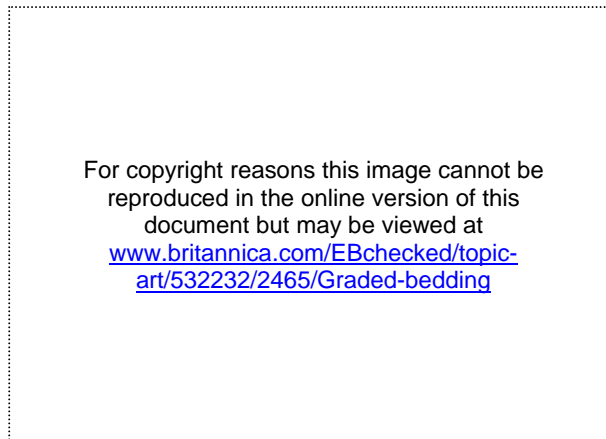 For copyright reasons this image cannot be
reproduced in the online version of this
document but may be viewed at
www.britannica.com/EBchecked/topic-
art/532232/2465/Graded-bedding